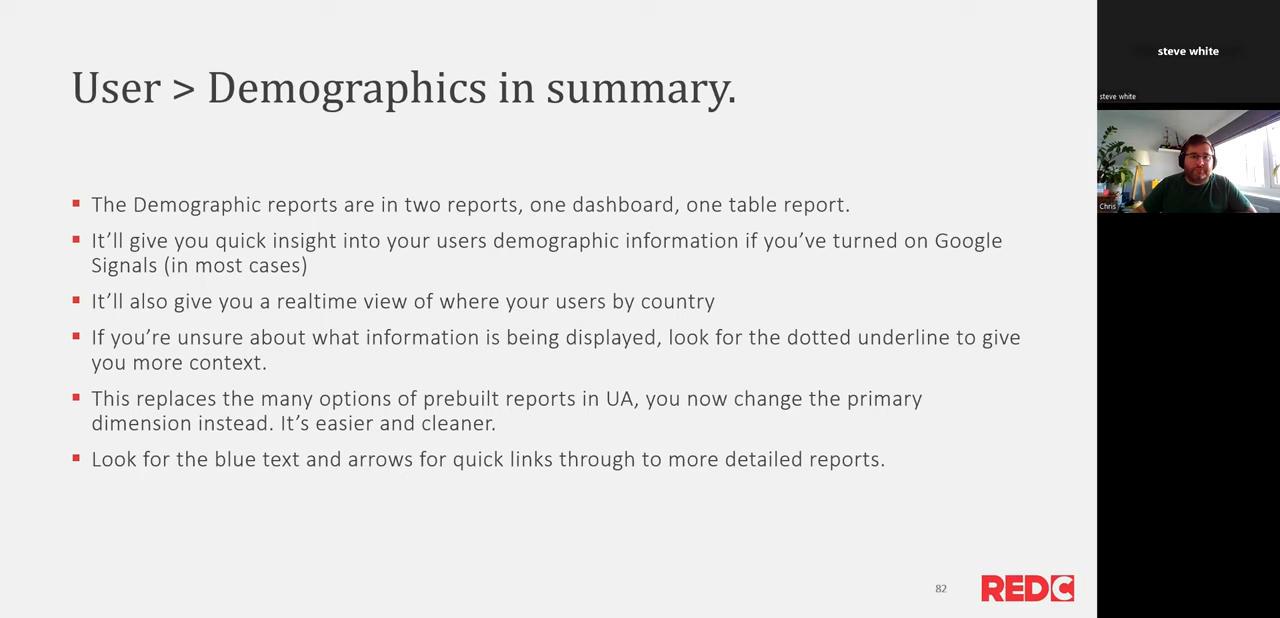 User > Demographics in summary.
The Demographic reports are in two reports, one dashboard, one table report.
It'll give you quick insight into your users demographic information if you've turned on Google
Signals (in most cases)
It'll also give you a realtime view of where your users by country
If you're unsure about what information is being displayed, look for the dotted underline to give
you more context.
This replaces the many options of prebuilt reports in UA, you now change the primary
dimension instead. It's easier and cleaner.
Look for the blue text and arrows for quick links through to more detailed reports.
82
REDC
steve white
steve white
Chris